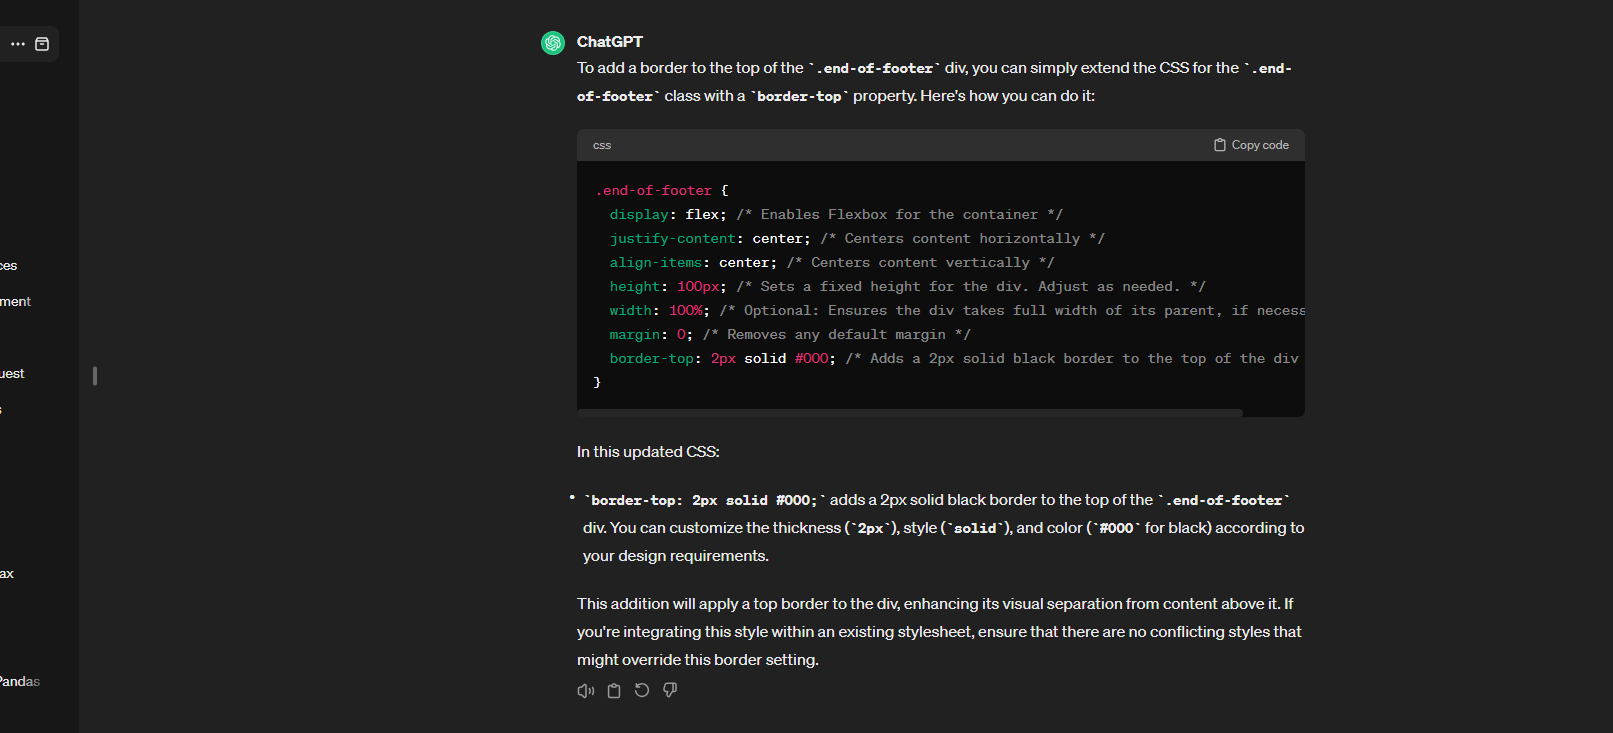 ChatGPT
To add a border to the top of the `.end-of-footer` div, you can simply extend the CSS for the `.end-
of-footer` class with a `border-top` property. Here's how you can do it:
css
Copy code
.end-of-footer {
display: flex; /* Enables Flexbox for the container */
justify-content: center; /* Centers content horizontally */
align-items: center; /* Centers content vertically */
height: 100px; /* Sets a fixed height for the div. Adjust as needed. */
width: 100%; /* Optional: Ensures the div takes full width of its parent, if necess
margin: 0; /* Removes any default margin */
border-top: 2px solid #000; /* Adds a 2px solid black border to the top of the div
}
In this updated CSS:
• `border-top: 2px solid #000;` adds a 2px solid black border to the top of the `.end-of-footer`
div. You can customize the thickness (`2px`), style (`solid`), and color (`#000` for black) according to
your design requirements.
This addition will apply a top border to the div, enhancing its visual separation from content above it. If
you're integrating this style within an existing stylesheet, ensure that there are no conflicting styles that
might override this border setting.
ces
ment
uest
s
ax
Pandas